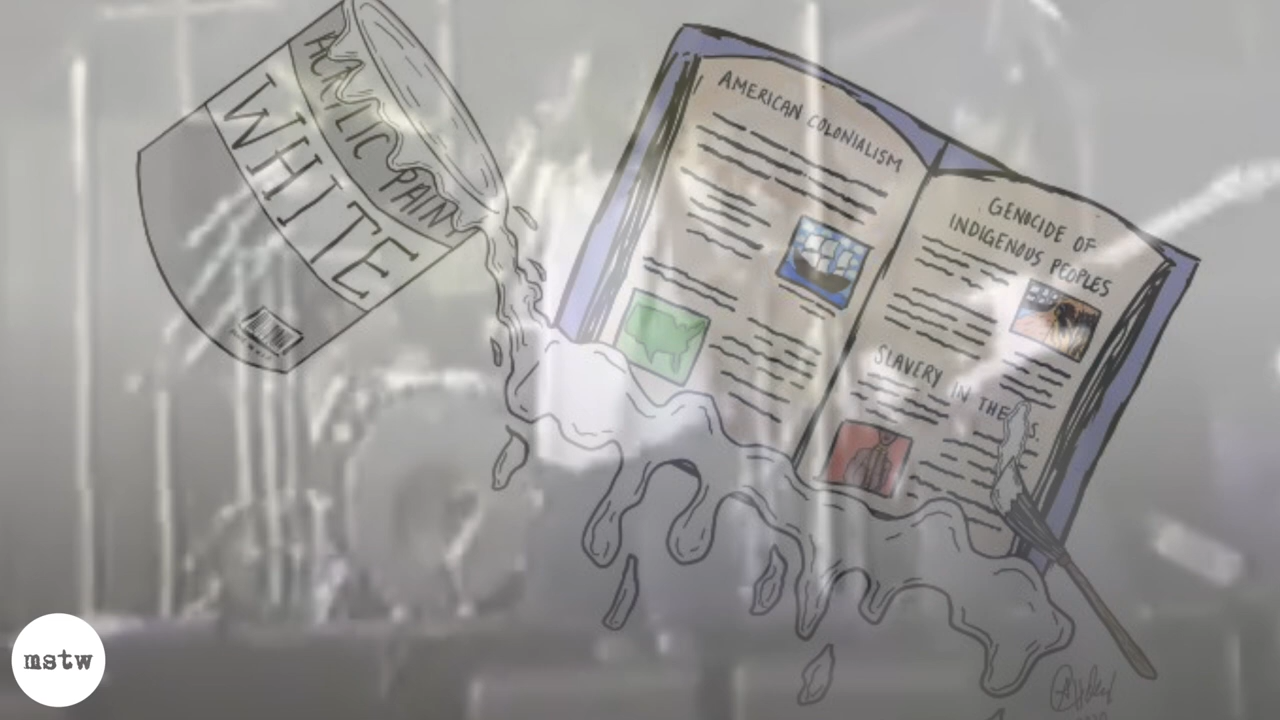 ACRYLIC PAINT
WHITE
AMERICAN COLONIALISM
GENOCIDE OF
INDIGENOUS PEOPLES
SLAVERY IN THE
S.
mstw